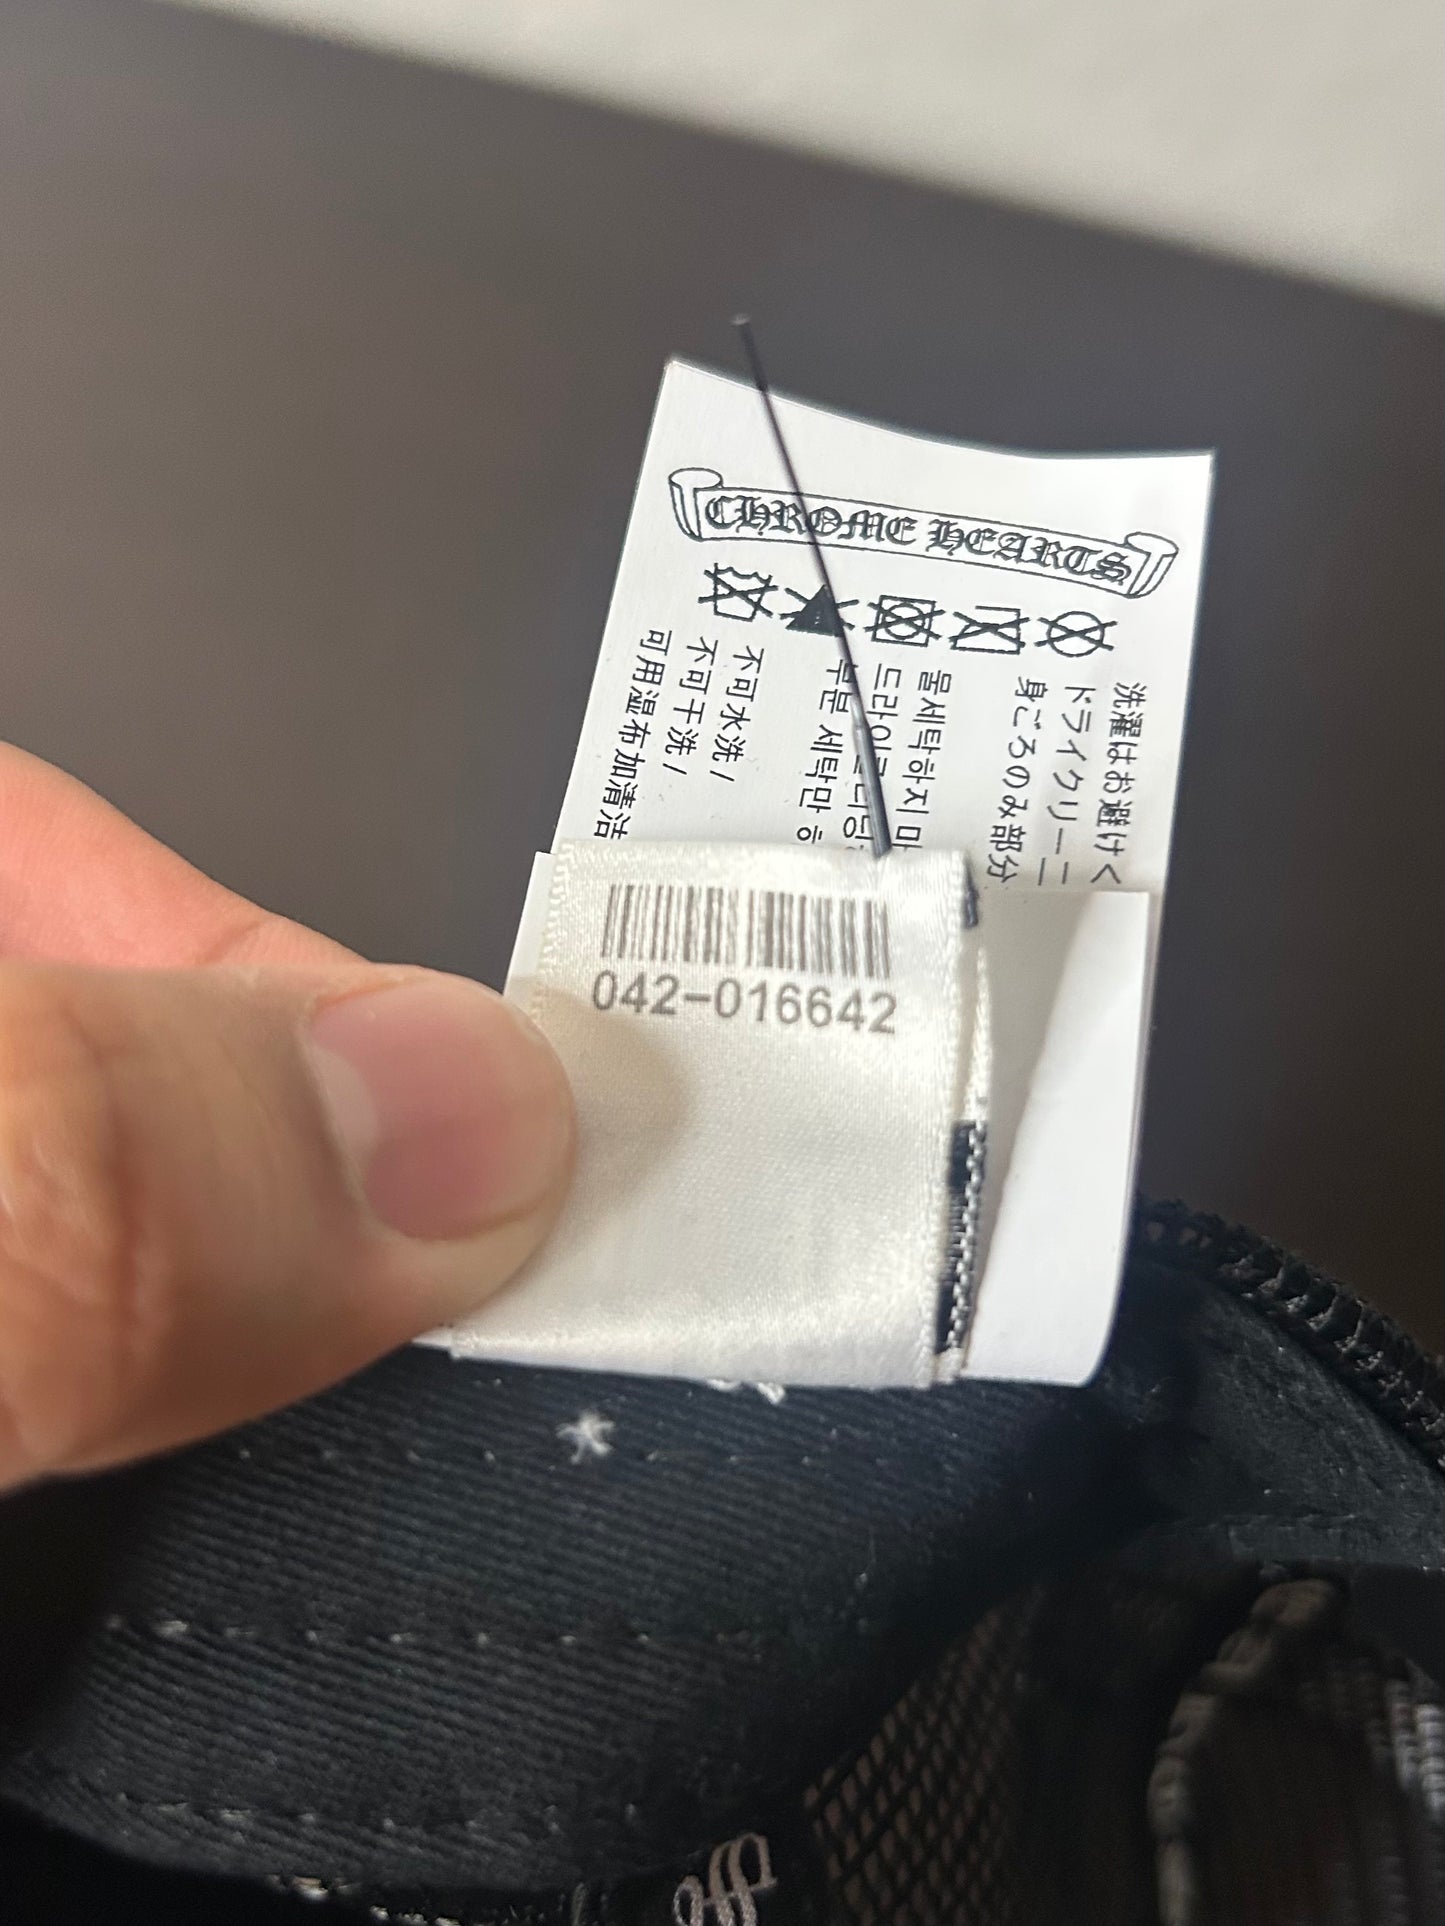 CHROME HEARTS
洗濯はお避けく
ドライクリーニ
身ごろのみ部分
물세탁하지 마
드라이클리닝
부분 세탁만 하
不可水洗 /
不可干洗 /
可用湿布加清洁
042-016642